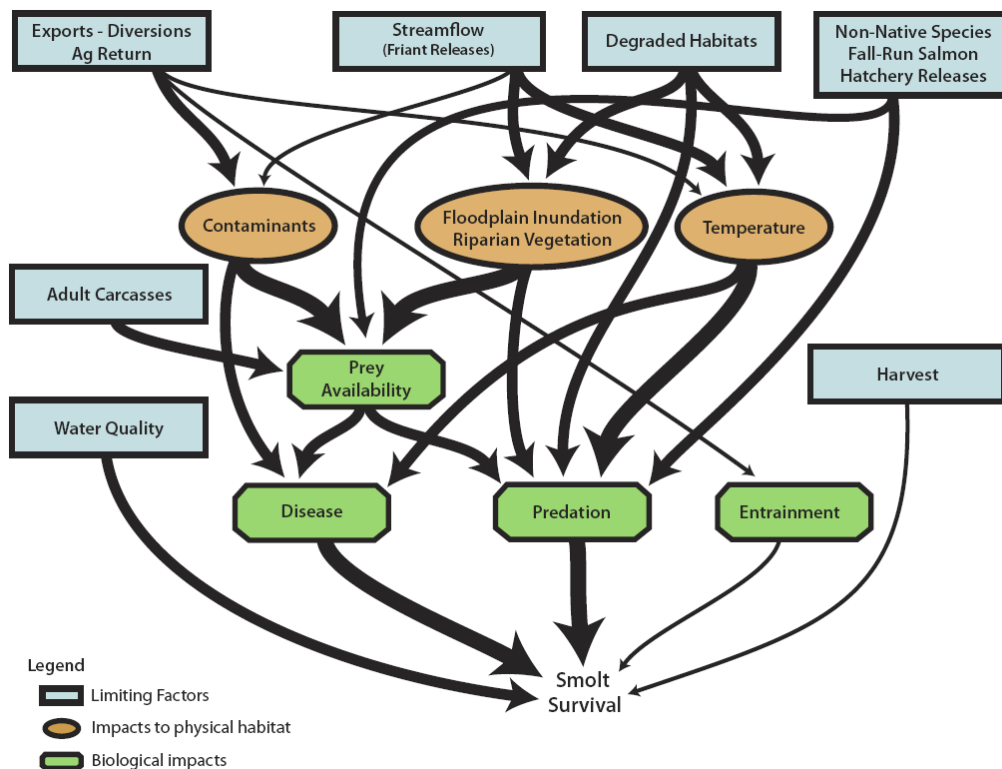 Exports - Diversions
Ag Return
Streamflow
(Friant Releases)
Degraded Habitats
Non-Native Species
Fall-Run Salmon
Hatchery Releases
Contaminants
Floodplain Inundation
Riparian Vegetation
Temperature
Adult Carcasses
Prey
Availability
Harvest
Water Quality
Disease
Predation
Entrainment
Smolt
Survival
Legend
Limiting Factors
Impacts to physical habitat
Biological impacts